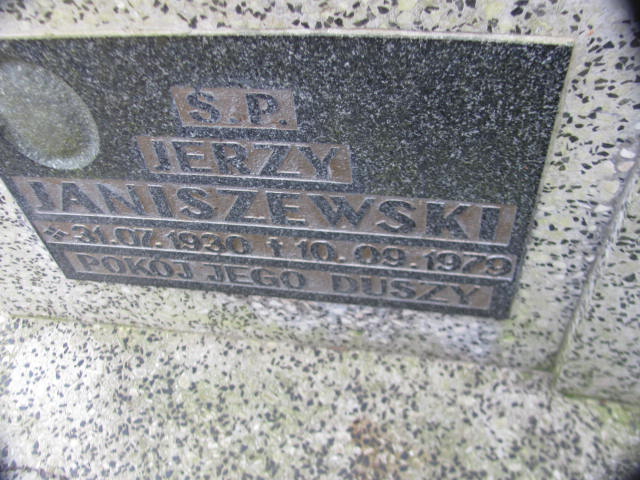 Ś.P.
JERZY
JANISZEWSKI
* 31.07.1930 † 10.09.1979
POKÓJ JEGO DUSZY